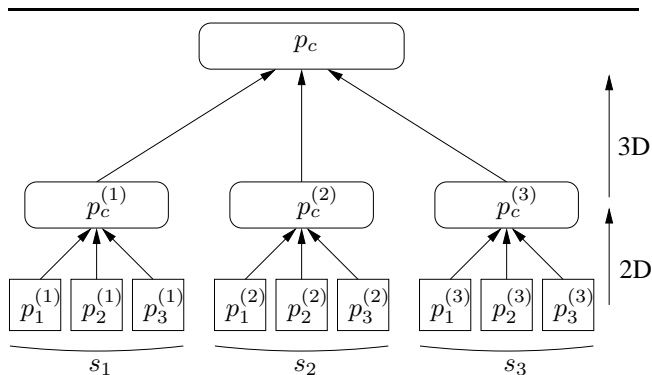 p_c
3D
p_c^{(1)} p_c^{(2)} p_c^{(3)}
2D
p_1^{(1)} p_2^{(1)} p_3^{(1)} p_1^{(2)} p_2^{(2)} p_3^{(2)} p_1^{(3)} p_2^{(3)} p_3^{(3)}
s_1 s_2 s_3